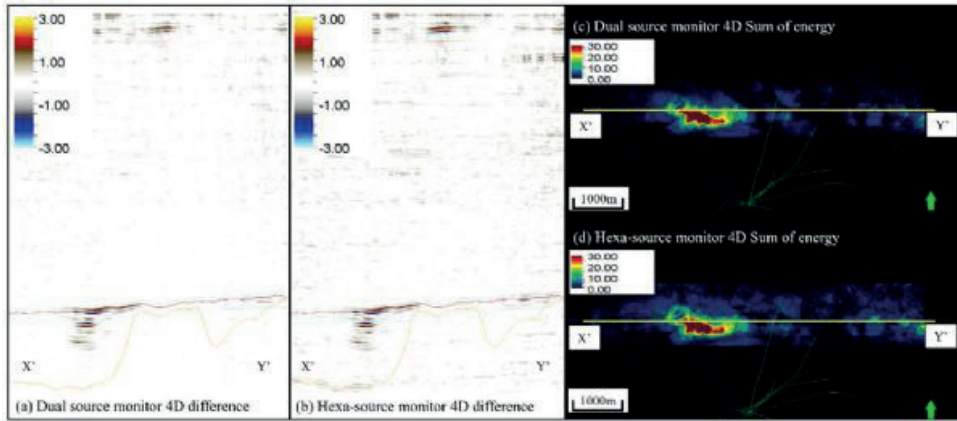 3.00
1.00
-1.00
-3.00
X'
Y'
(a) Dual source monitor 4D difference
3.00
1.00
-1.00
-3.00
X'
Y'
(b) Hexa-source monitor 4D difference
(c) Dual source monitor 4D Sum of energy
30.00
20.00
10.00
0.00
X'
Y'
1000m
(d) Hexa-source monitor 4D Sum of energy
30.00
20.00
10.00
0.00
X'
Y'
1000m